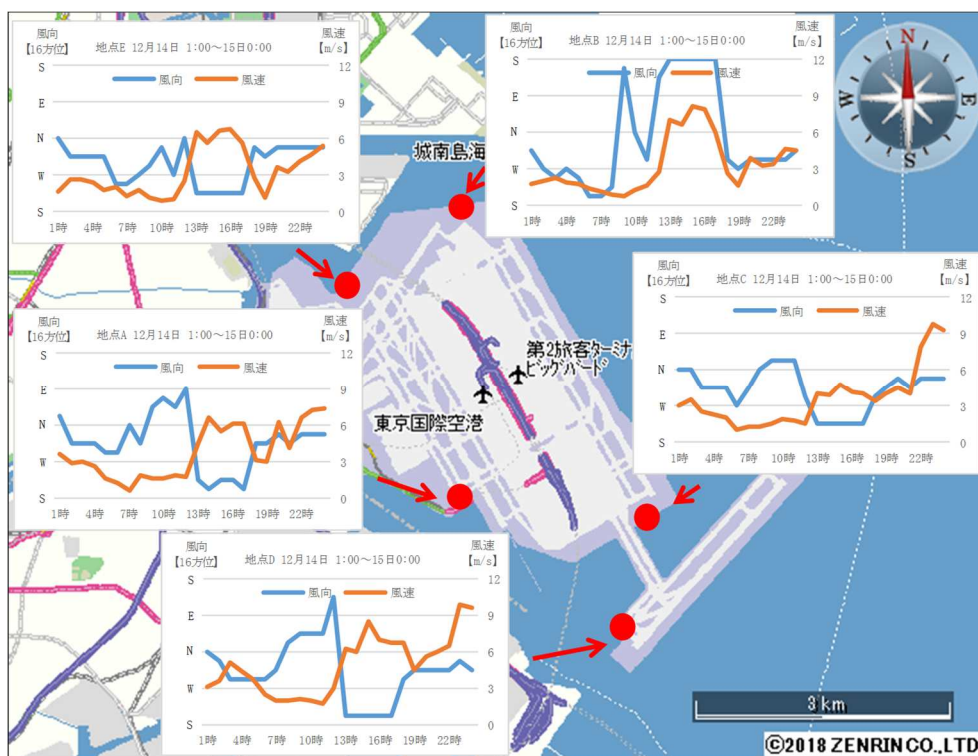 風向
【16方位】
地点E 12月14日 1:00～15日0:00
風速
【m/s】
風向
風速
S
E
N
W
S
12
9
6
3
0
1時 4時 7時 10時 13時 16時 19時 22時
風向
【16方位】
地点B 12月14日 1:00～15日0:00
風速
【m/s】
風向
風速
S
E
N
W
S
12
9
6
3
0
1時 4時 7時 10時 13時 16時 19時 22時
N
W
E
S
城南島海
風向
【16方位】
地点C 12月14日 1:00～15日0:00
風速
【m/s】
風向
風速
S
E
N
W
S
12
9
6
3
0
1時 4時 7時 10時 13時 16時 19時 22時
風向
【16方位】
地点A 12月14日 1:00～15日0:00
風速
【m/s】
風向
風速
S
E
N
W
S
12
9
6
3
0
1時 4時 7時 10時 13時 16時 19時 22時
第2旅客ターミナ
ビッグバード
東京国際空港
風向
【16方位】
地点D 12月14日 1:00～15日0:00
風速
【m/s】
風向
風速
S
E
N
W
S
12
9
6
3
0
1時 4時 7時 10時 13時 16時 19時 22時
3 km
©2018 ZENRIN CO., LT